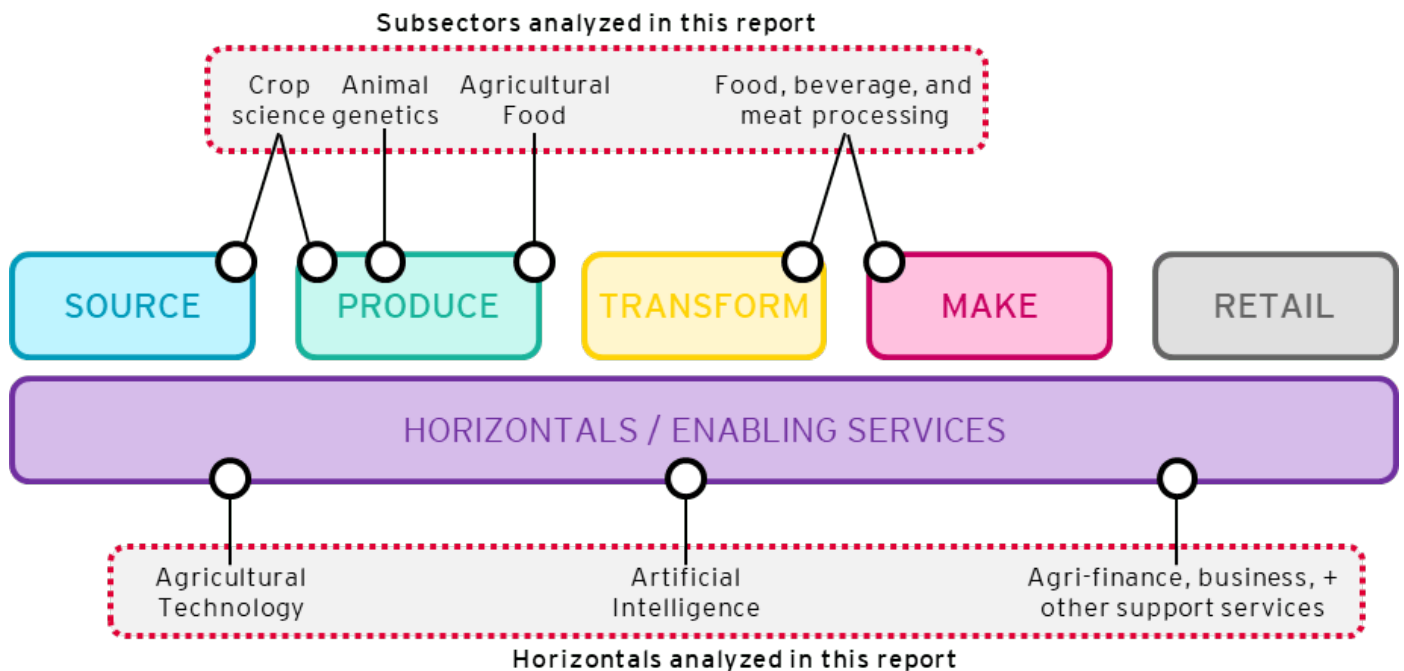 Subsectors analyzed in this report
Crop
science
Animal
genetics
Agricultural
Food
Food, beverage, and
meat processing
SOURCE
PRODUCE
TRANSFORM
MAKE
RETAIL
HORIZONTALS / ENABLING SERVICES
Agricultural
Technology
Artificial
Intelligence
Agri-finance, business, +
other support services
Horizontals analyzed in this report